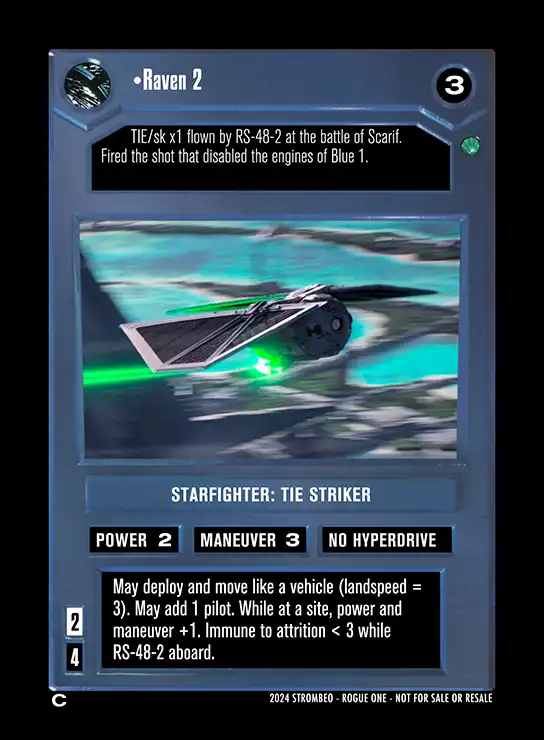 •Raven 2
3
TIE/sk x1 flown by RS-48-2 at the battle of Scarif.
Fired the shot that disabled the engines of Blue 1.
STARFIGHTER: TIE STRIKER
POWER 2
MANEUVER 3
NO HYPERDRIVE
May deploy and move like a vehicle (landspeed =
3). May add 1 pilot. While at a site, power and
maneuver +1. Immune to attrition < 3 while
RS-48-2 aboard.
2
4
C
2024 STROMBEO - ROGUE ONE - NOT FOR SALE OR RESALE